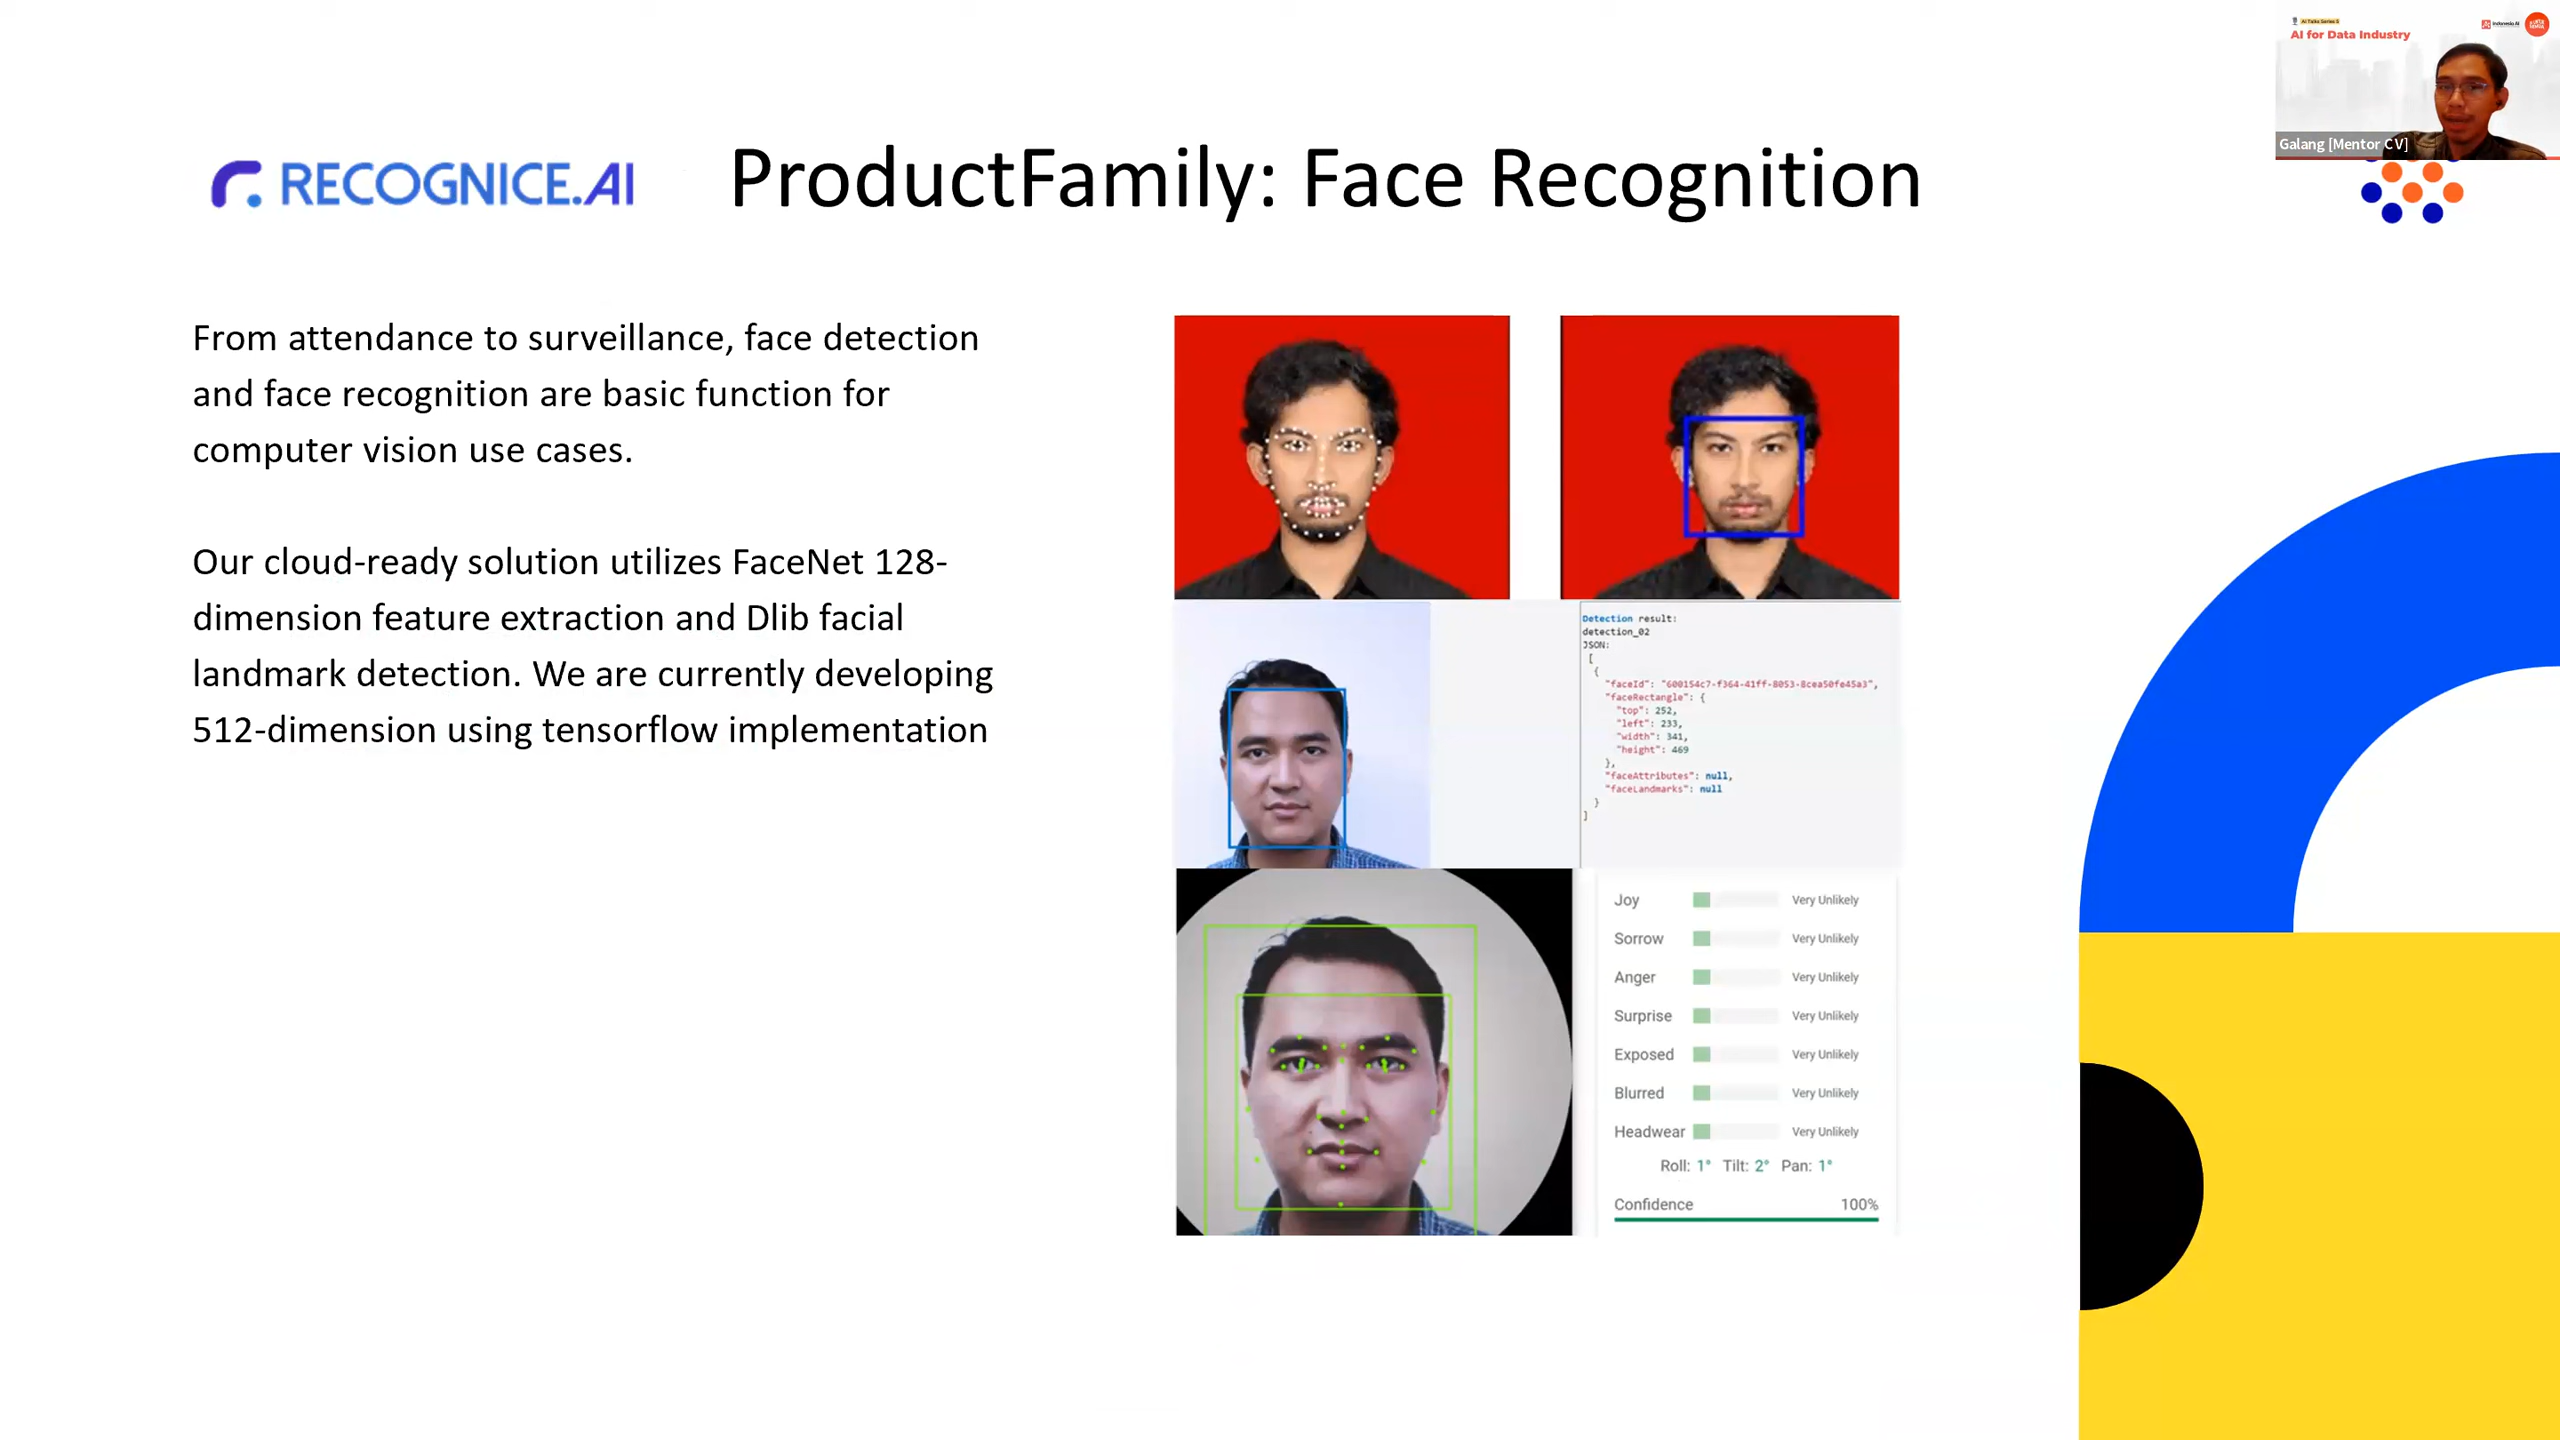 AI Talks Series 5
Indonesia AI
AI for Data Industry
Galang [Mentor CV]
RECOGNICE.AI
ProductFamily: Face Recognition
From attendance to surveillance, face detection
and face recognition are basic function for
computer vision use cases.
Our cloud-ready solution utilizes FaceNet 128-
dimension feature extraction and Dlib facial
landmark detection. We are currently developing
512-dimension using tensorflow implementation
Detection result:
detection_02
JSON:
[
{
"faceId": "600154c7-f364-41ff-8053-8cea50fe45a3",
"faceRectangle": {
"top": 252,
"left": 233,
"width": 341,
"height": 469
},
"faceAttributes": null,
"faceLandmarks": null
}
]
Joy Very Unlikely
Sorrow Very Unlikely
Anger Very Unlikely
Surprise Very Unlikely
Exposed Very Unlikely
Blurred Very Unlikely
Headwear Very Unlikely
Roll: 1° Tilt: 2° Pan: 1°
Confidence 100%